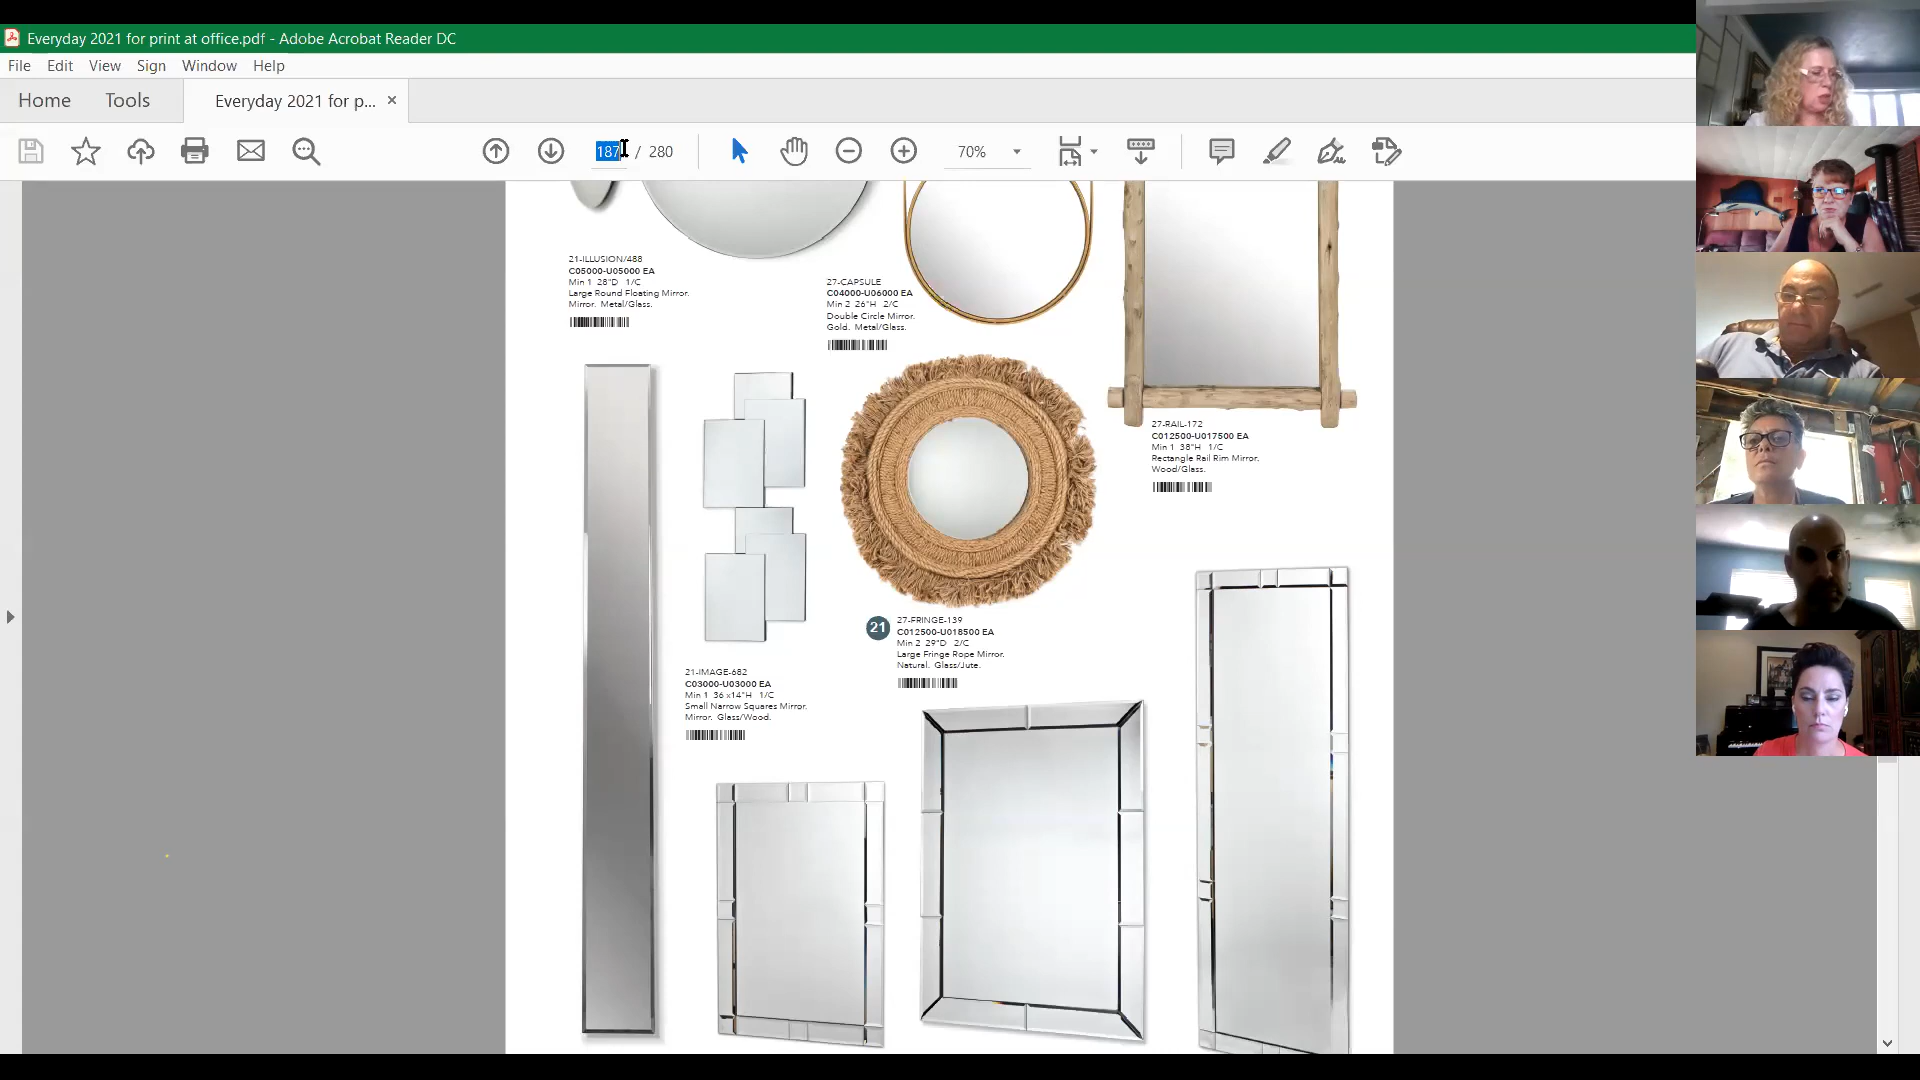 Everyday 2021 for print at office.pdf - Adobe Acrobat Reader DC
File Edit View Sign Window Help
Home Tools Everyday 2021 for p... ×
187 / 280 70%
21-ILLUSION/488
C05000-U05000 EA
Min 1 28"D 1/C
Large Round Floating Mirror.
Mirror. Metal/Glass.
27-CAPSULE
C04000-U06000 EA
Min 2 26"H 2/C
Double Circle Mirror.
Gold. Metal/Glass.
27-RAIL-172
C012500-U017500 EA
Min 1 38"H 1/C
Rectangle Rail Rim Mirror.
Wood/Glass.
21
27-FRINGE-139
C012500-U018500 EA
Min 2 29"D 2/C
Large Fringe Rope Mirror.
Natural. Glass/Jute.
21-IMAGE-682
C03000-U03000 EA
Min 1 36 x14"H 1/C
Small Narrow Squares Mirror.
Mirror. Glass/Wood.